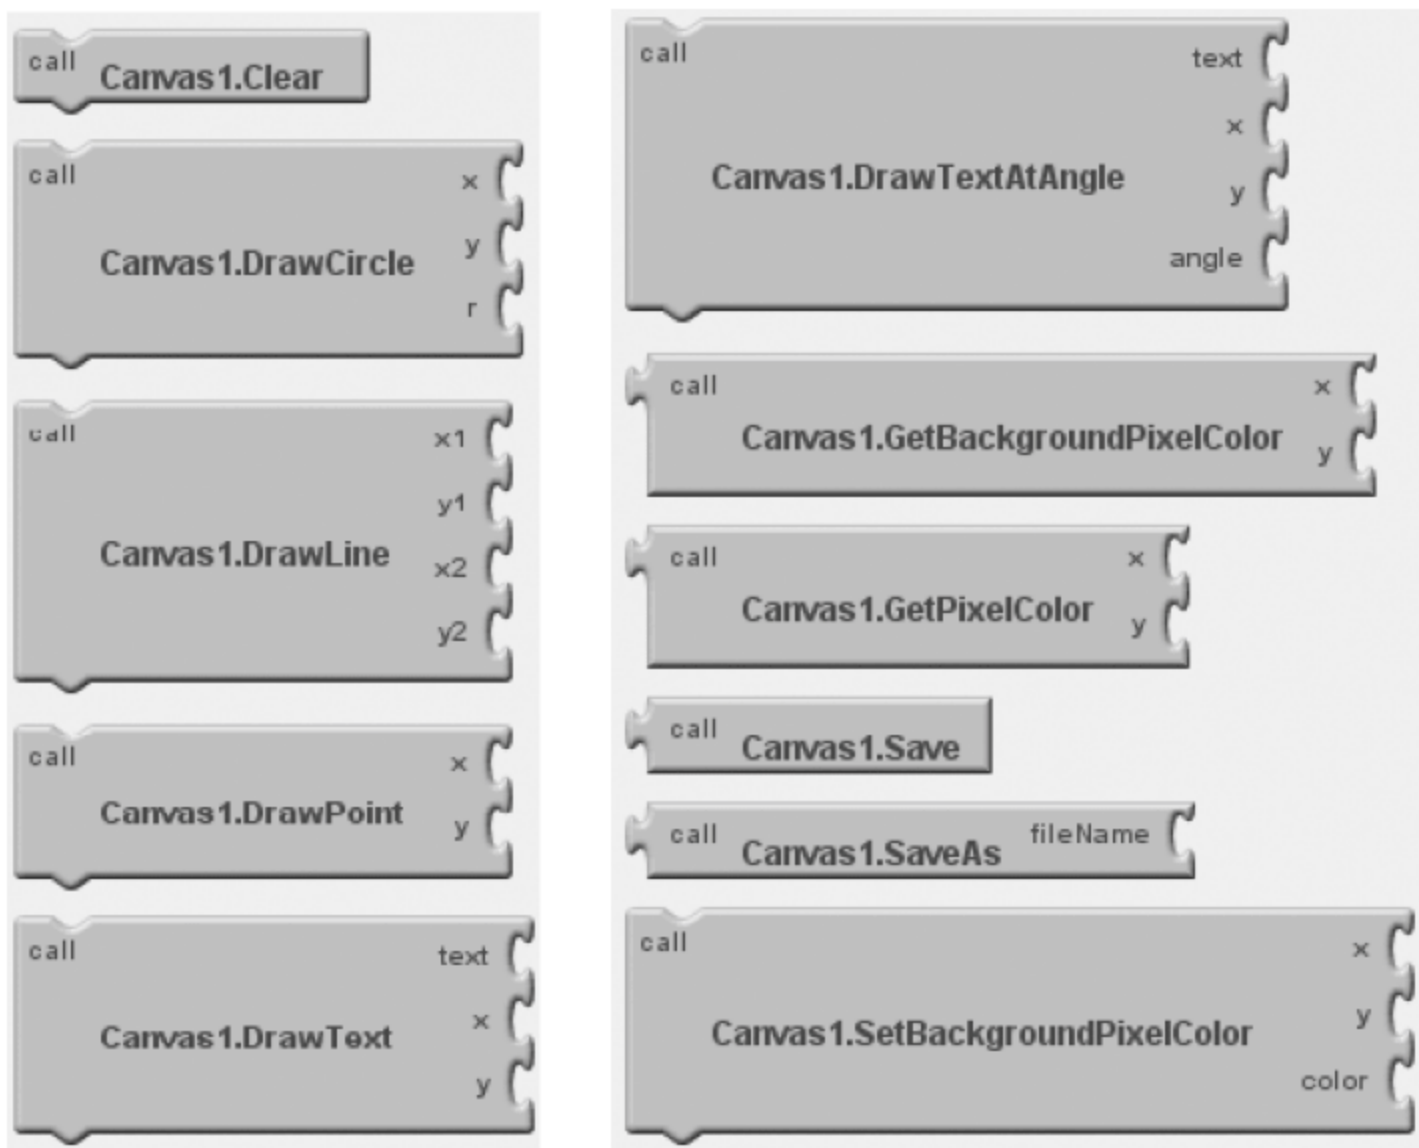 call
Canvas1.Clear
call
x
y
Canvas1.DrawCircle
r
call
x1
y1
Canvas1.DrawLine
x2
y2
call
x
Canvas1.DrawPoint
y
call
text
x
Canvas1.DrawText
y
call
text
x
Canvas1.DrawTextAtAngle
y
angle
call
x
Canvas1.GetBackgroundPixelColor
y
call
x
Canvas1.GetPixelColor
y
call
Canvas1.Save
call
Canvas1.SaveAs
fileName
call
x
y
Canvas1.SetBackgroundPixelColor
color